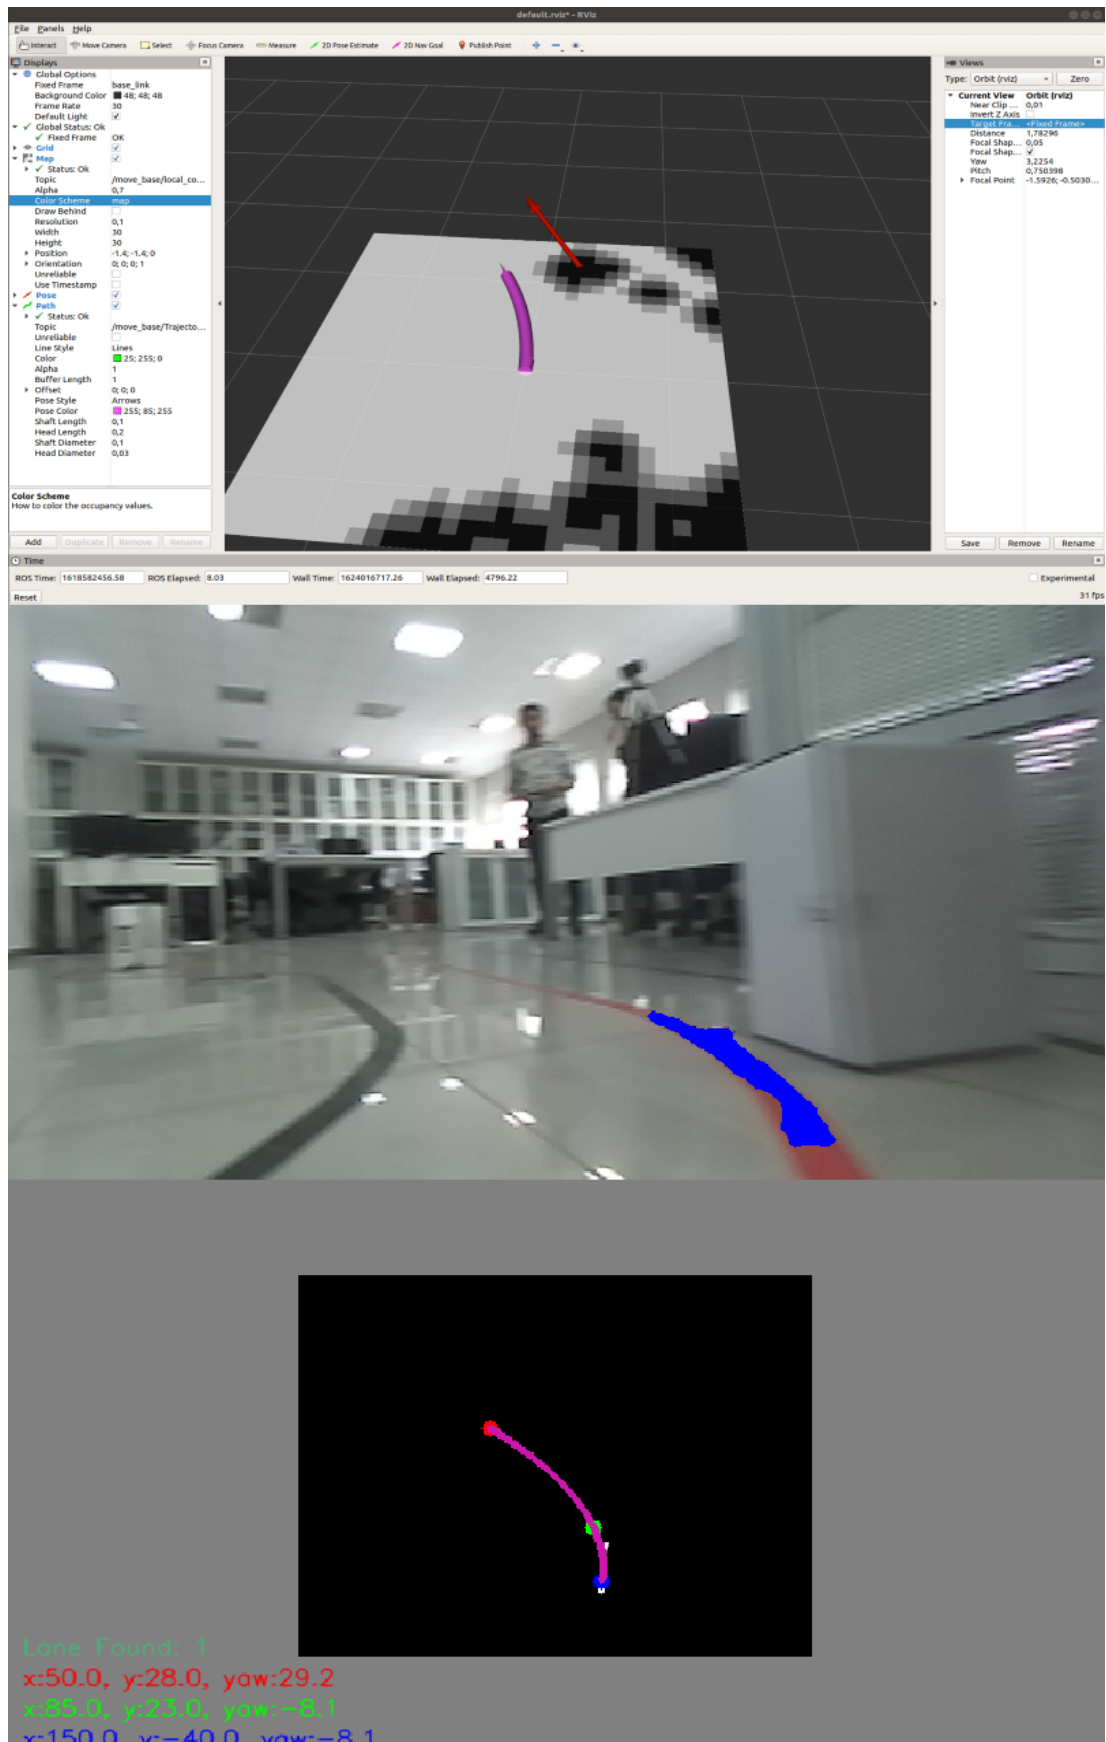 default.rviz* - RViz
File Panels Help
Interact Move Camera Select Focus Camera Measure 2D Pose Estimate 2D Nav Goal Publish Point
Displays
Global Options
Fixed Frame base_link
Background Color 48; 48; 48
Frame Rate 30
Default Light
Global Status: Ok
Fixed Frame OK
Grid
Map
Status: Ok
Topic /move_base/local_co...
Alpha 0,7
Color Scheme map
Draw Behind
Resolution 0,1
Width 30
Height 30
Position -1.4; -1.4; 0
Orientation 0; 0; 0; 1
Unreliable
Use Timestamp
Pose
Path
Status: Ok
Topic /move_base/Trajecto...
Unreliable
Line Style Lines
Color 25; 255; 0
Alpha 1
Buffer Length 1
Offset 0; 0; 0
Pose Style Arrows
Pose Color 255; 85; 255
Shaft Length 0,1
Head Length 0,2
Shaft Diameter 0,1
Head Diameter 0,03
Color Scheme
How to color the occupancy values.
Add Duplicate Remove Rename
Views
Type: Orbit (rviz) Zero
Current View Orbit (rviz)
Near Clip ... 0,01
Invert Z Axis
Target Fra... <Fixed Frame>
Distance 1,78296
Focal Shap... 0,05
Focal Shap...
Yaw 3,2254
Pitch 0,750398
Focal Point -1.5926; -0.5030...
Save Remove Rename
Time
ROS Time: 1618582456.58 ROS Elapsed: 8.03 Wall Time: 1624016717.26 Wall Elapsed: 4796.22 Experimental
Reset 31 fps
Lane Found: 1
x:50.0, y:28.0, yaw:29.2
x:85.0, y:23.0, yaw:-8.1
x:150.0, y:-40.0, yaw:-8.1